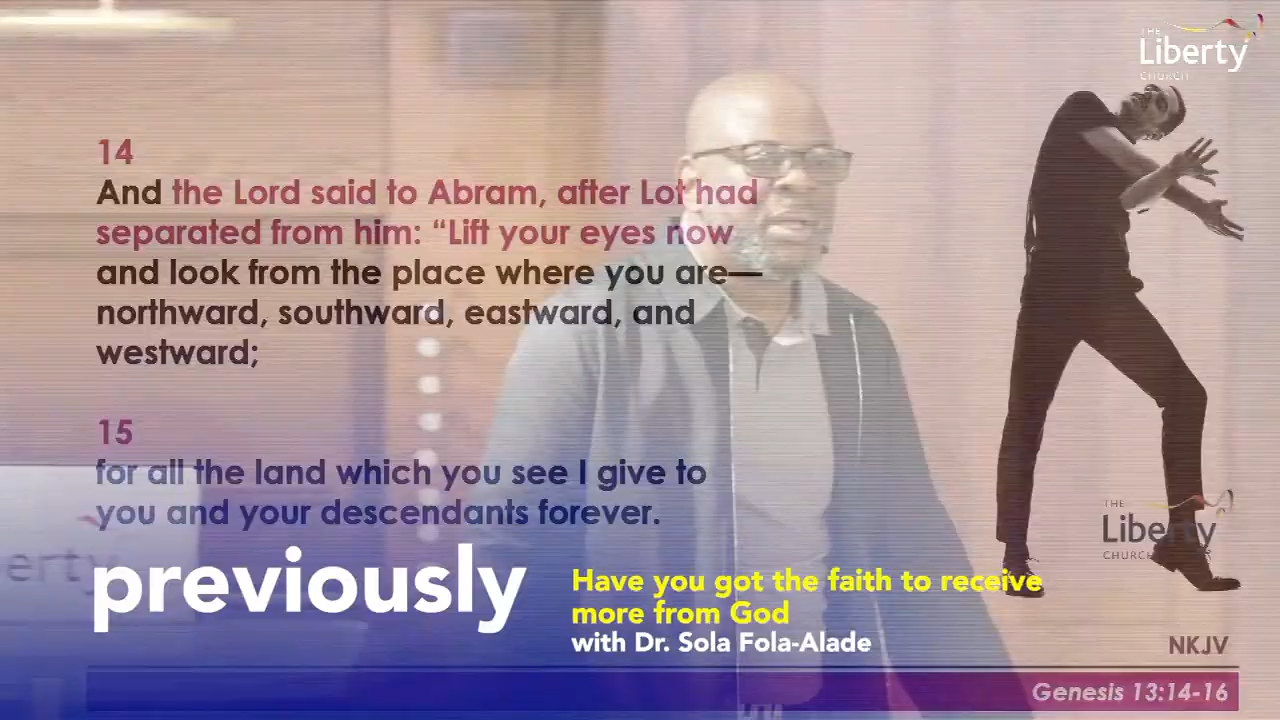 THE
Liberty
CHURCH
14
And the Lord said to Abram, after Lot had
separated from him: “Lift your eyes now
and look from the place where you are—
northward, southward, eastward, and
westward;
15
for all the land which you see I give to
you and your descendants forever.
THE
Liberty
CHURCH
erty
previously
Have you got the faith to receive
more from God
with Dr. Sola Fola-Alade
NKJV
Genesis 13:14-16